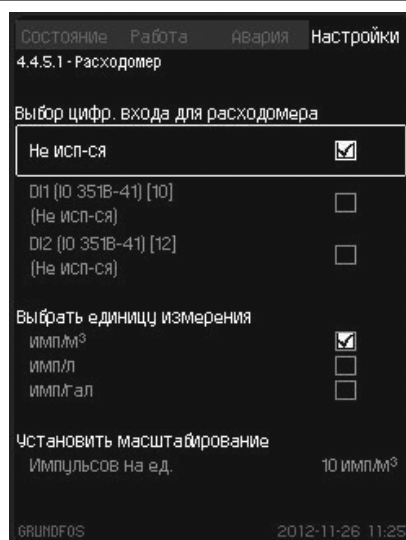 Состояние Работа Авария Настройки
4.4.5.1 - Расходомер
Выбор цифр. входа для расходомера
Не исп-ся
DI1 (IO 351B-41) [10]
(Не исп-ся)
DI2 (IO 351B-41) [12]
(Не исп-ся)
Выбрать единицу измерения
имп/м³
имп/л
имп/гал
Установить масштабирование
Импульсов на ед. 10 имп/м³
GRUNDFOS 2012-11-26 11:25